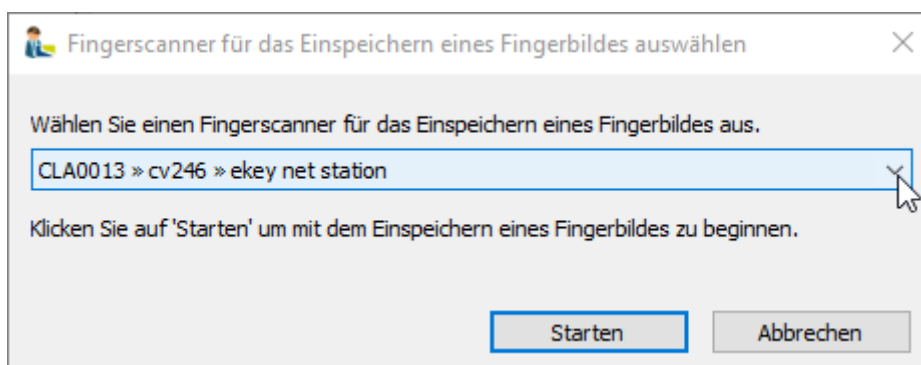 Fingerscanner für das Einspeichern eines Fingerbildes auswählen
Wählen Sie einen Fingerscanner für das Einspeichern eines Fingerbildes aus.
CLA0013 » cv246 » ekey net station
Klicken Sie auf 'Starten' um mit dem Einspeichern eines Fingerbildes zu beginnen.
Starten
Abbrechen